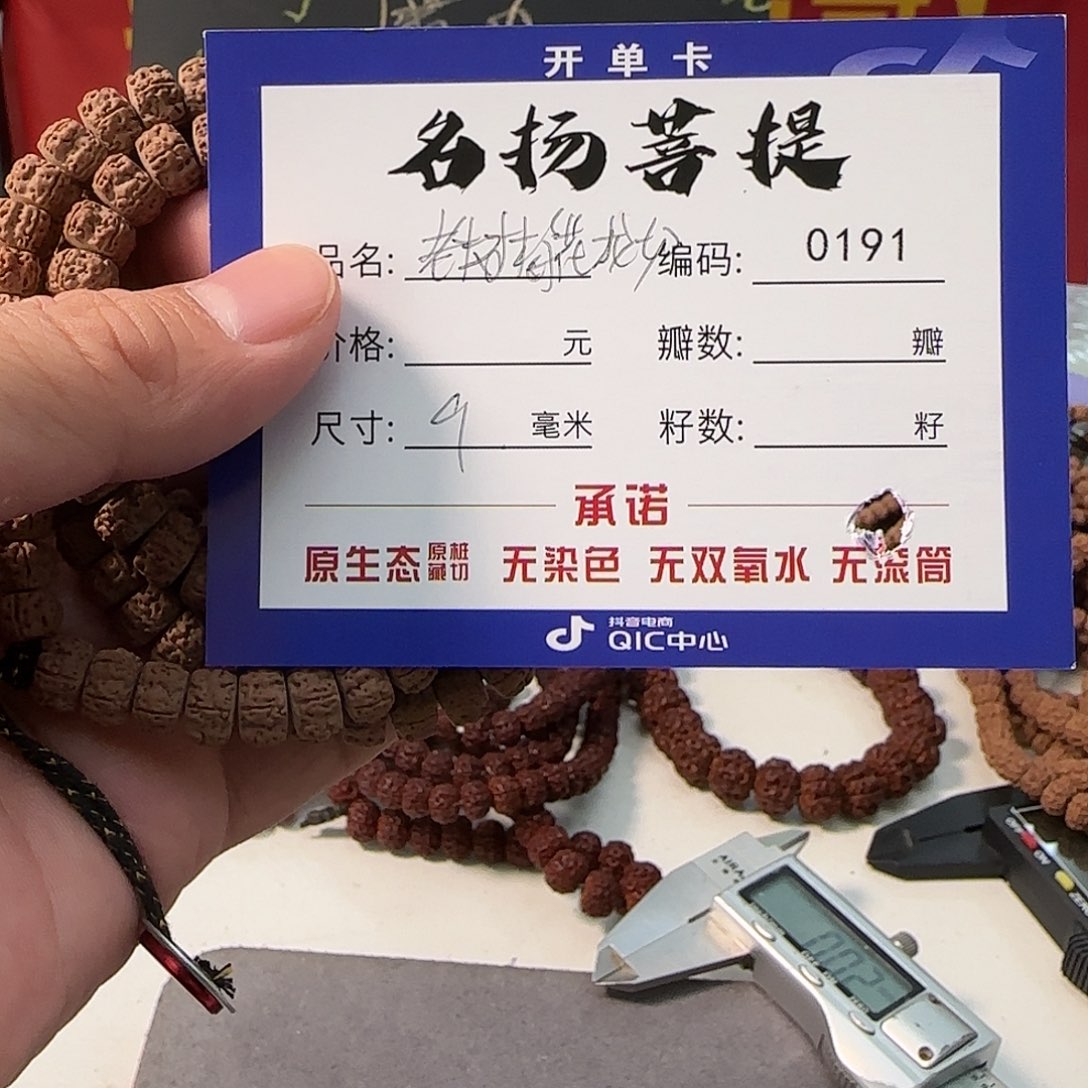 开单卡
名扬菩提
品名: 编码: 0191
价格: 元 瓣数: 瓣
尺寸: 9 毫米 籽数: 籽
承诺
原生态 原桩藏切 无染色 无双氧水 无滚筒
抖音电商
QIC中心